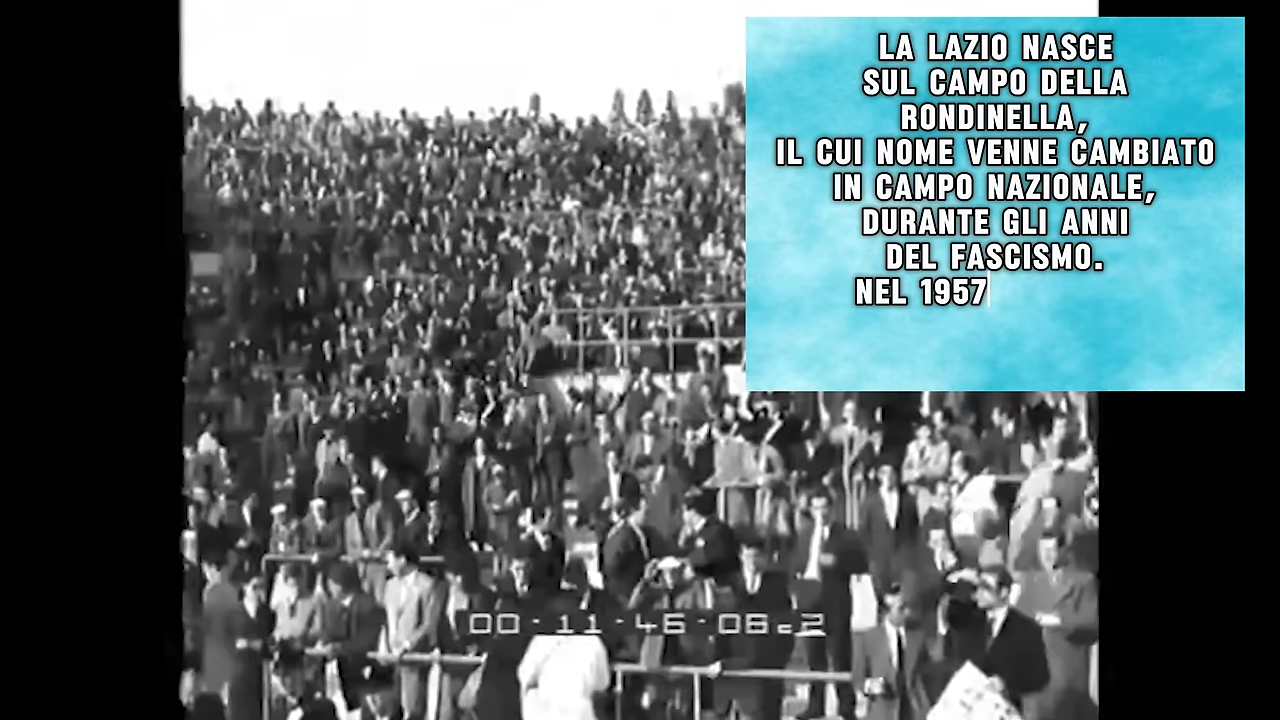 LA LAZIO NASCE
SUL CAMPO DELLA
RONDINELLA,
IL CUI NOME VENNE CAMBIATO
IN CAMPO NAZIONALE,
DURANTE GLI ANNI
DEL FASCISMO.
NEL 1957
00·11·46·06.2